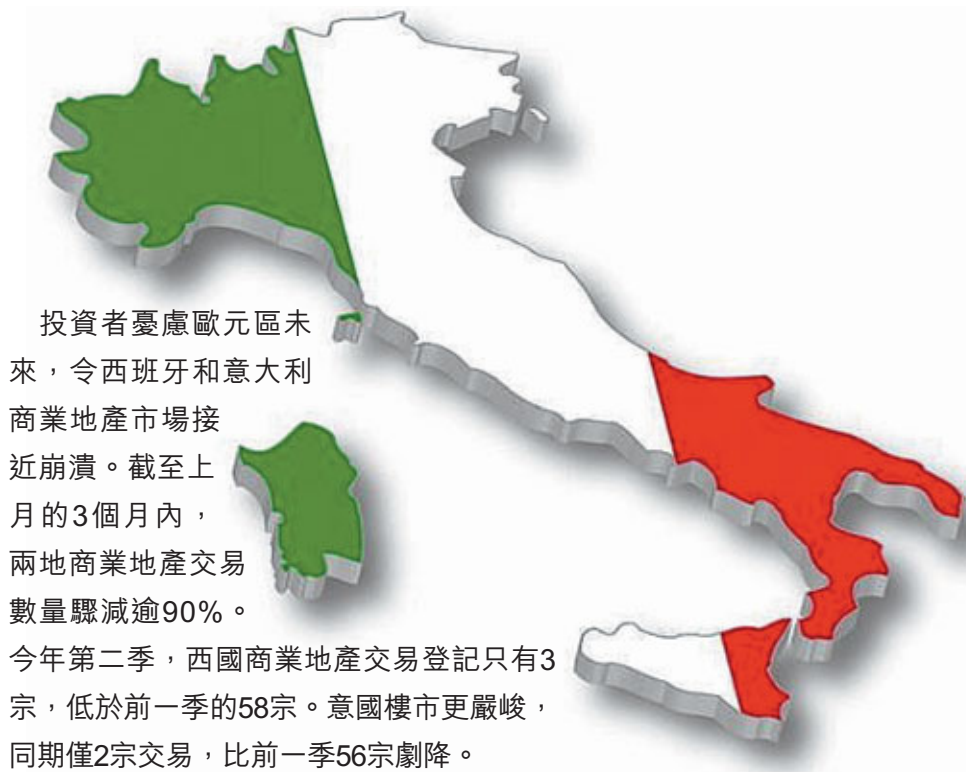 投資者憂慮歐元區未
來，令西班牙和意大利
商業地產市場接
近崩潰。截至上
月的3個月內，
兩地商業地產交易
數量驟減逾90%。
今年第二季，西國商業地產交易登記只有3
宗，低於前一季的58宗。意國樓市更嚴峻，
同期僅2宗交易，比前一季56宗劇降。